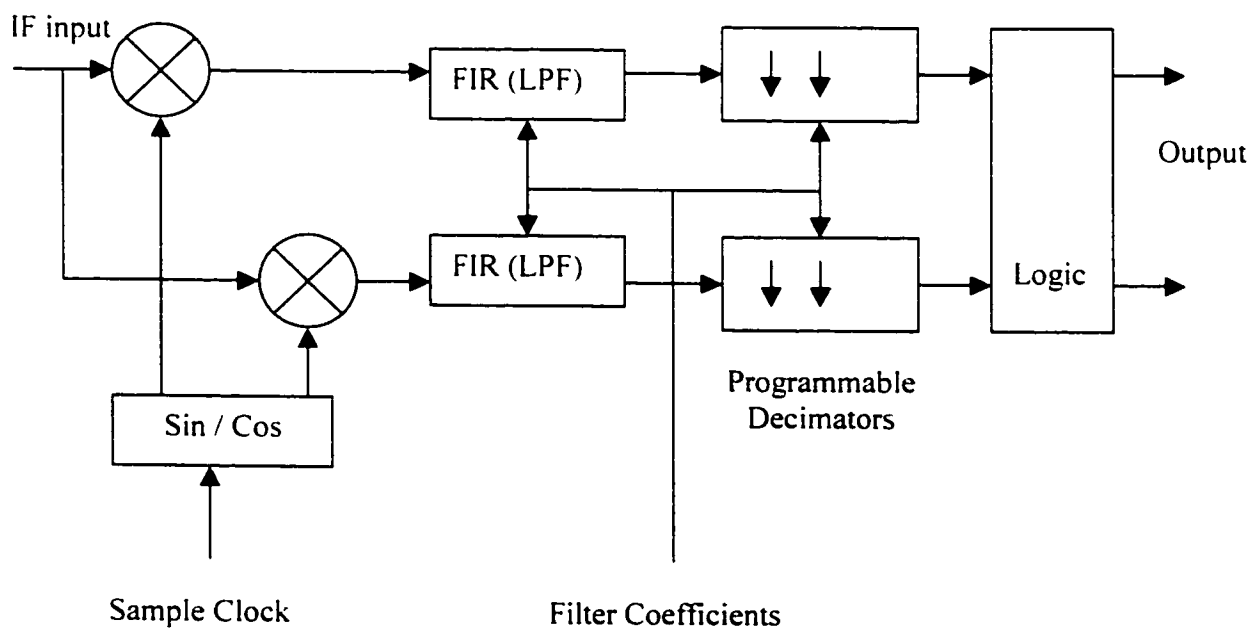 IF input
FIR (LPF)
Output
FIR (LPF)
Logic
Programmable
Decimators
Sin / Cos
Sample Clock
Filter Coefficients